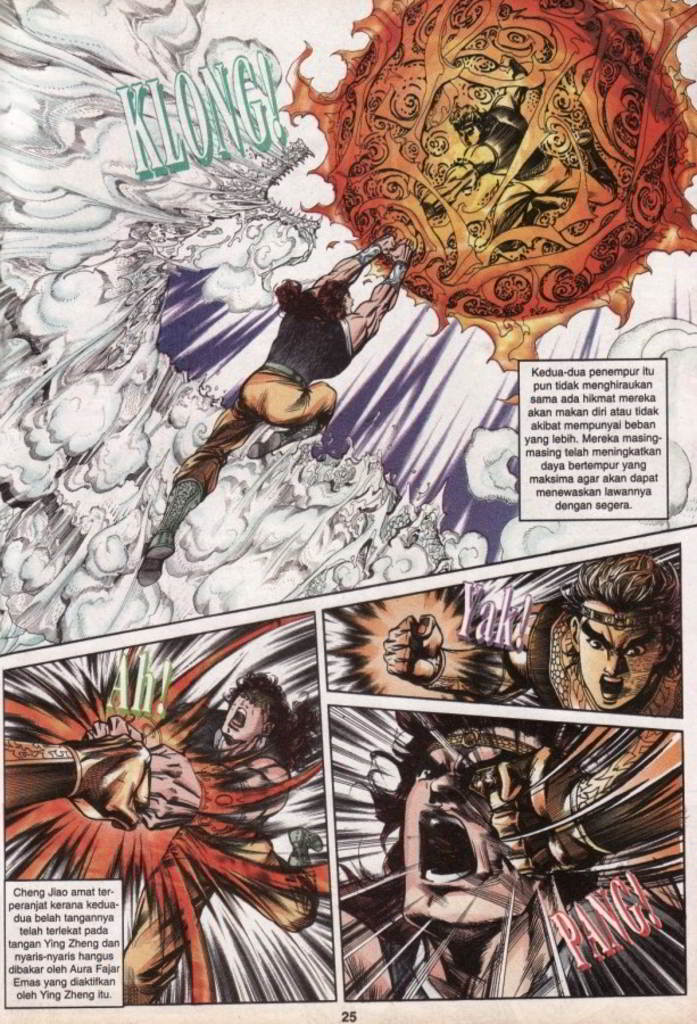 KLONG!
Kedua-dua penempur itu
pun tidak menghiraukan
sama ada hikmat mereka
akan makan diri atau tidak
akibat mempunyai beban
yang lebih. Mereka masing-
masing telah meningkatkan
daya bertempur yang
maksima agar akan dapat
menewaskan lawannya
dengan segera.
Yak!
Ah!
Cheng Jiao amat ter-
peranjat kerana kedua-
dua belah tangannya
telah terlekat pada
tangan Ying Zheng dan
nyaris-nyaris hangus
dibakar oleh Aura Fajar
Emas yang diaktifkan
oleh Ying Zheng itu.
PANG!
25